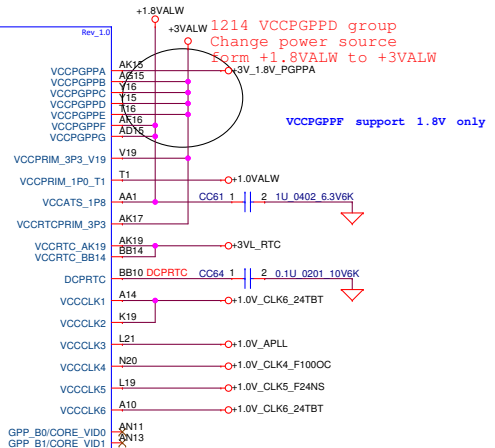 +1.8VALW
+3VALW
1214 VCCPGPPD group
Change power source
form +1.8VALW to +3VALW
Rev_1.0
VCCPGPPA AK15 +3V_1.8V_PGPPA
VCCPGPPB AG15
VCCPGPPC Y16
VCCPGPPD Y15
VCCPGPPE T16
VCCPGPPF AF16
VCCPGPPG AD15
VCCPGPPF support 1.8V only
VCCPRIM_3P3_V19 V19
VCCPRIM_1P0_T1 T1 +1.0VALW
VCCATS_1P8 AA1 CC61 1 2 1U_0402_6.3V6K
VCCRTCPRIM_3P3 AK17
VCCRTC_AK19 AK19 +3VL_RTC
VCCRTC_BB14 BB14
DCPRTC BB10 DCPRTC CC64 1 2 0.1U_0201_10V6K
VCCCLK1 A14 +1.0V_CLK6_24TBT
VCCCLK2 K19
VCCCLK3 L21 +1.0V_APLL
VCCCLK4 N20 +1.0V_CLK4_F100OC
VCCCLK5 L19 +1.0V_CLK5_F24NS
VCCCLK6 A10 +1.0V_CLK6_24TBT
GPP_B0/CORE_VID0 AN11
GPP_B1/CORE_VID1 AN13